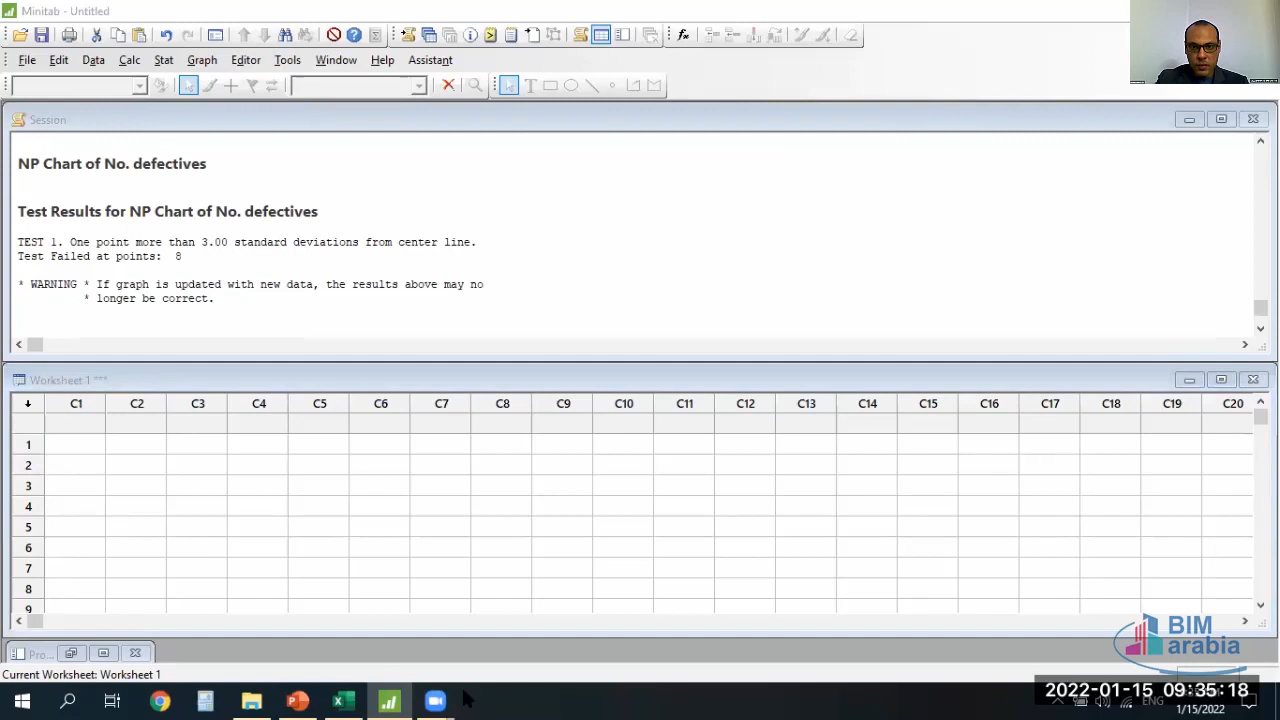 Minitab - Untitled
File Edit Data Calc Stat Graph Editor Tools Window Help Assistant
Session
NP Chart of No. defectives
Test Results for NP Chart of No. defectives
TEST 1. One point more than 3.00 standard deviations from center line.
Test Failed at points: 8
* WARNING * If graph is updated with new data, the results above may no
* longer be correct.
Worksheet 1 ***
C1 C2 C3 C4 C5 C6 C7 C8 C9 C10 C11 C12 C13 C14 C15 C16 C17 C18 C19 C20
1
2
3
4
5
6
7
8
9
BIM
arabia
Pro...
Current Worksheet: Worksheet 1
2022-01-15 09:35:18
ENG
1/15/2022